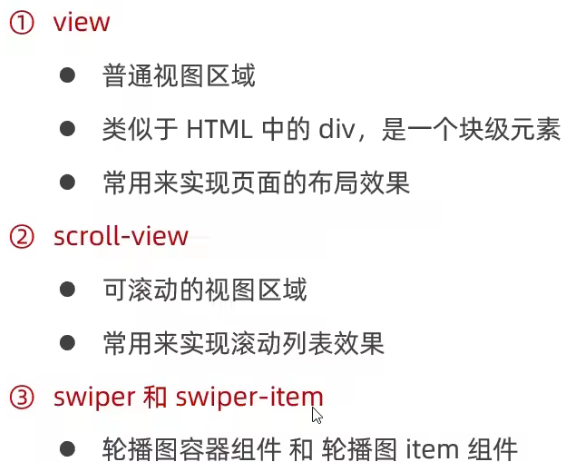 ① view
● 普通视图区域
● 类似于 HTML 中的 div，是一个块级元素
● 常用来实现页面的布局效果
② scroll-view
● 可滚动的视图区域
● 常用来实现滚动列表效果
③ swiper 和 swiper-item
● 轮播图容器组件 和 轮播图 item 组件